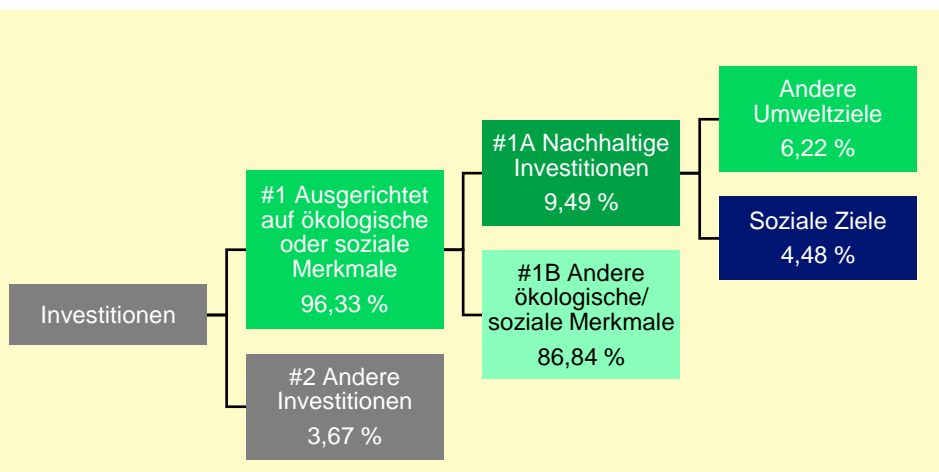 Investitionen
#1 Ausgerichtet
auf ökologische
oder soziale
Merkmale
96,33 %
#2 Andere
Investitionen
3,67 %
#1A Nachhaltige
Investitionen
9,49 %
#1B Andere
ökologische/
soziale Merkmale
86,84 %
Andere
Umweltziele
6,22 %
Soziale Ziele
4,48 %